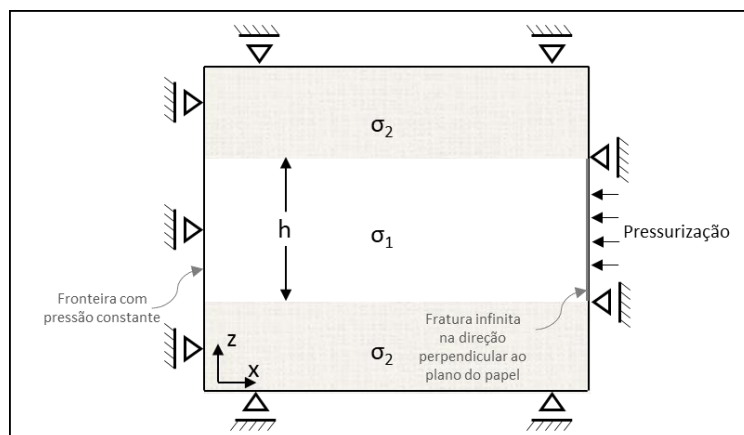 σ2
h
σ1
Pressurização
Fronteira com
pressão constante
z
x
σ2
Fratura infinita
na direção
perpendicular ao
plano do papel